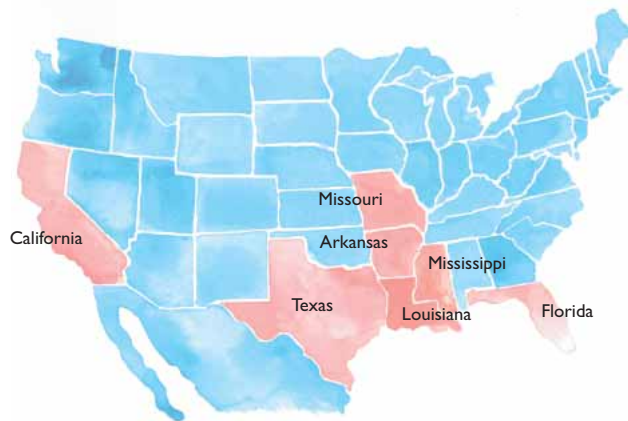 Missouri
California
Arkansas
Mississippi
Texas
Louisiana
Florida